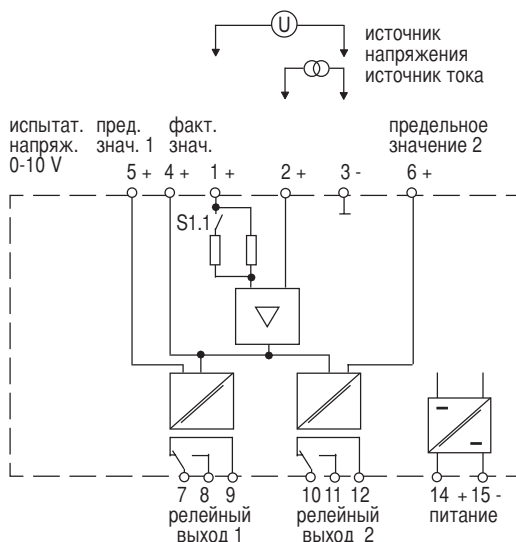 U
источник
напряжения
источник тока
испытат.
напряж.
0-10 V
пред.
знач. 1
факт.
знач.
предельное
значение 2
5 + 4 + 1 + 2 + 3 - 6 +
S1.1
7 8 9 10 11 12 14 + 15 -
релейный
выход 1
релейный
выход 2
питание